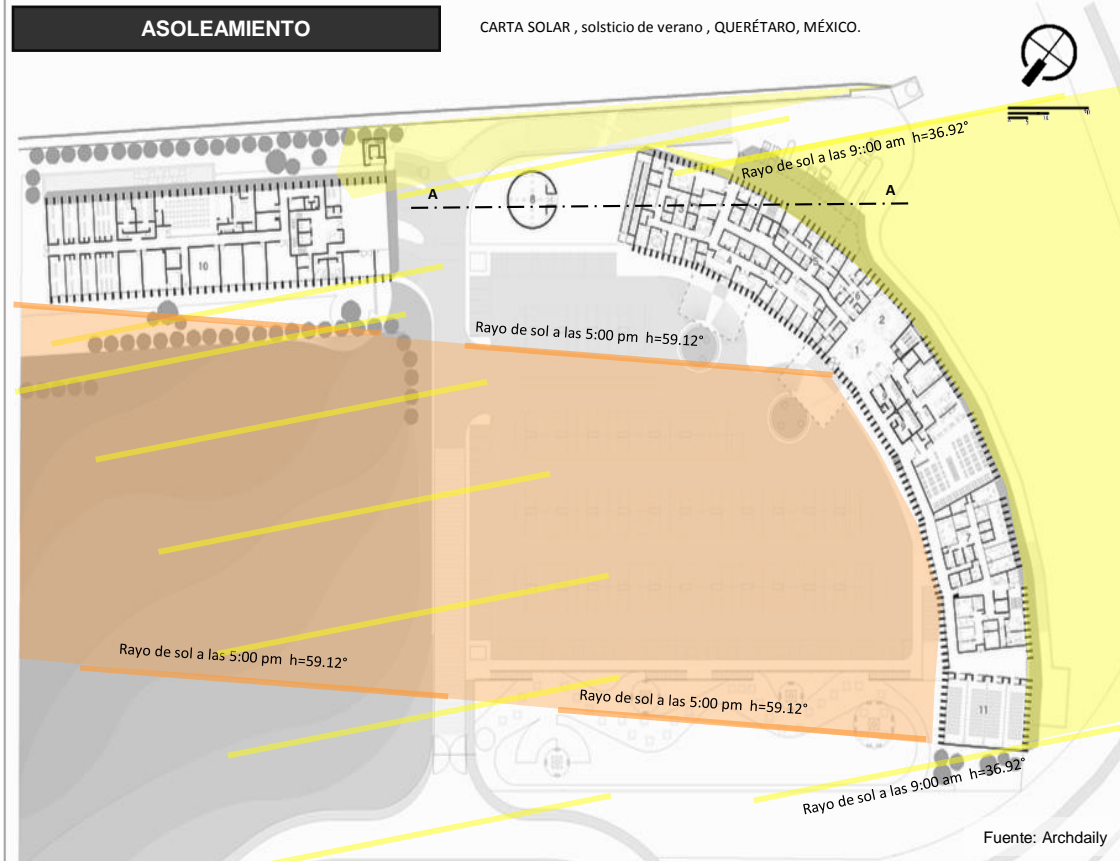 ASOLEAMIENTO
CARTA SOLAR , solsticio de verano , QUERÉTARO, MÉXICO.
Rayo de sol a las 9::00 am h=36.92°
A
A
8
10
2
Rayo de sol a las 5:00 pm h=59.12°
Rayo de sol a las 5:00 pm h=59.12°
Rayo de sol a las 5:00 pm h=59.12°
11
Rayo de sol a las 9:00 am h=36.92°
Fuente: Archdaily